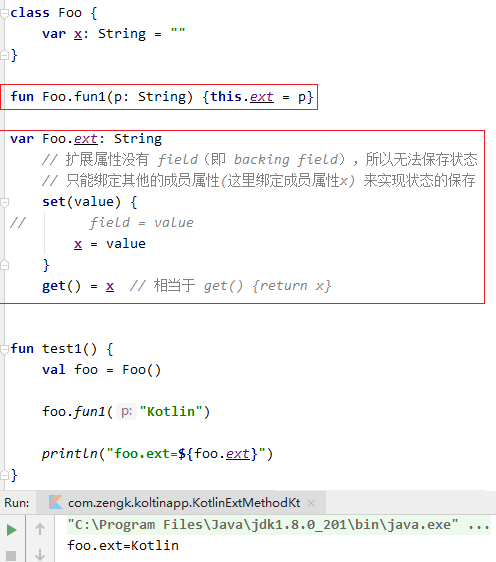 class Foo {
    var x: String = ""
}
fun Foo.fun1(p: String) {this.ext = p}
var Foo.ext: String
    // 扩展属性没有 field（即 backing field），所以无法保存状态
    // 只能绑定其他的成员属性(这里绑定成员属性x) 来实现状态的保存
    set(value) {
//        field = value
        x = value
    }
    get() = x  // 相当于 get() {return x}
fun test1() {
    val foo = Foo()
    foo.fun1( p: "Kotlin")
    println("foo.ext=${foo.ext}")
}
Run: com.zengk.koltinapp.KotlinExtMethodKt ×
"C:\Program Files\Java\jdk1.8.0_201\bin\java.exe" ...
foo.ext=Kotlin